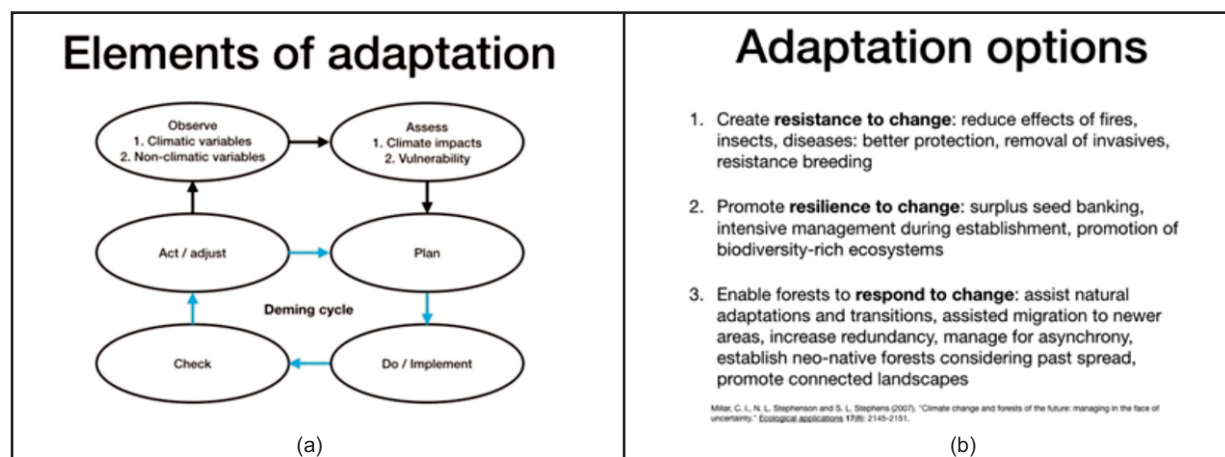 Elements of adaptation
Observe
1. Climatic variables
2. Non-climatic variables
Assess
1. Climate impacts
2. Vulnerability
Act / adjust
Plan
Deming cycle
Check
Do / Implement
(a)
Adaptation options
1. Create resistance to change: reduce effects of fires,
insects, diseases: better protection, removal of invasives,
resistance breeding
2. Promote resilience to change: surplus seed banking,
intensive management during establishment, promotion of
biodiversity-rich ecosystems
3. Enable forests to respond to change: assist natural
adaptations and transitions, assisted migration to newer
areas, increase redundancy, manage for asynchrony,
establish neo-native forests considering past spread,
promote connected landscapes
Millar, C. I., N. L. Stephenson and S. L. Stephens (2007). "Climate change and forests of the future: managing in the face of
uncertainty." Ecological applications 17(8): 2145-2151.
(b)